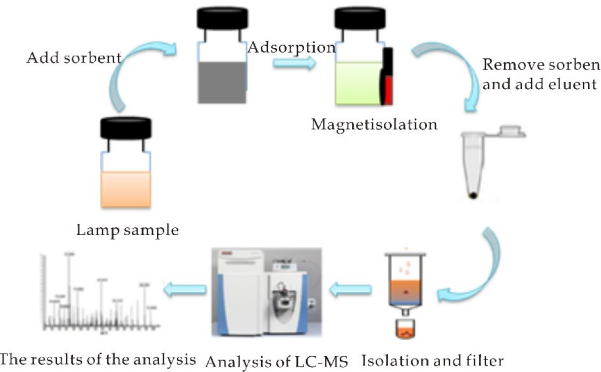 Add sorbent
Adsorption
Remove sorben
and add eluent
Magnetisolation
Lamp sample
The results of the analysis
Analysis of LC-MS
Isolation and filter